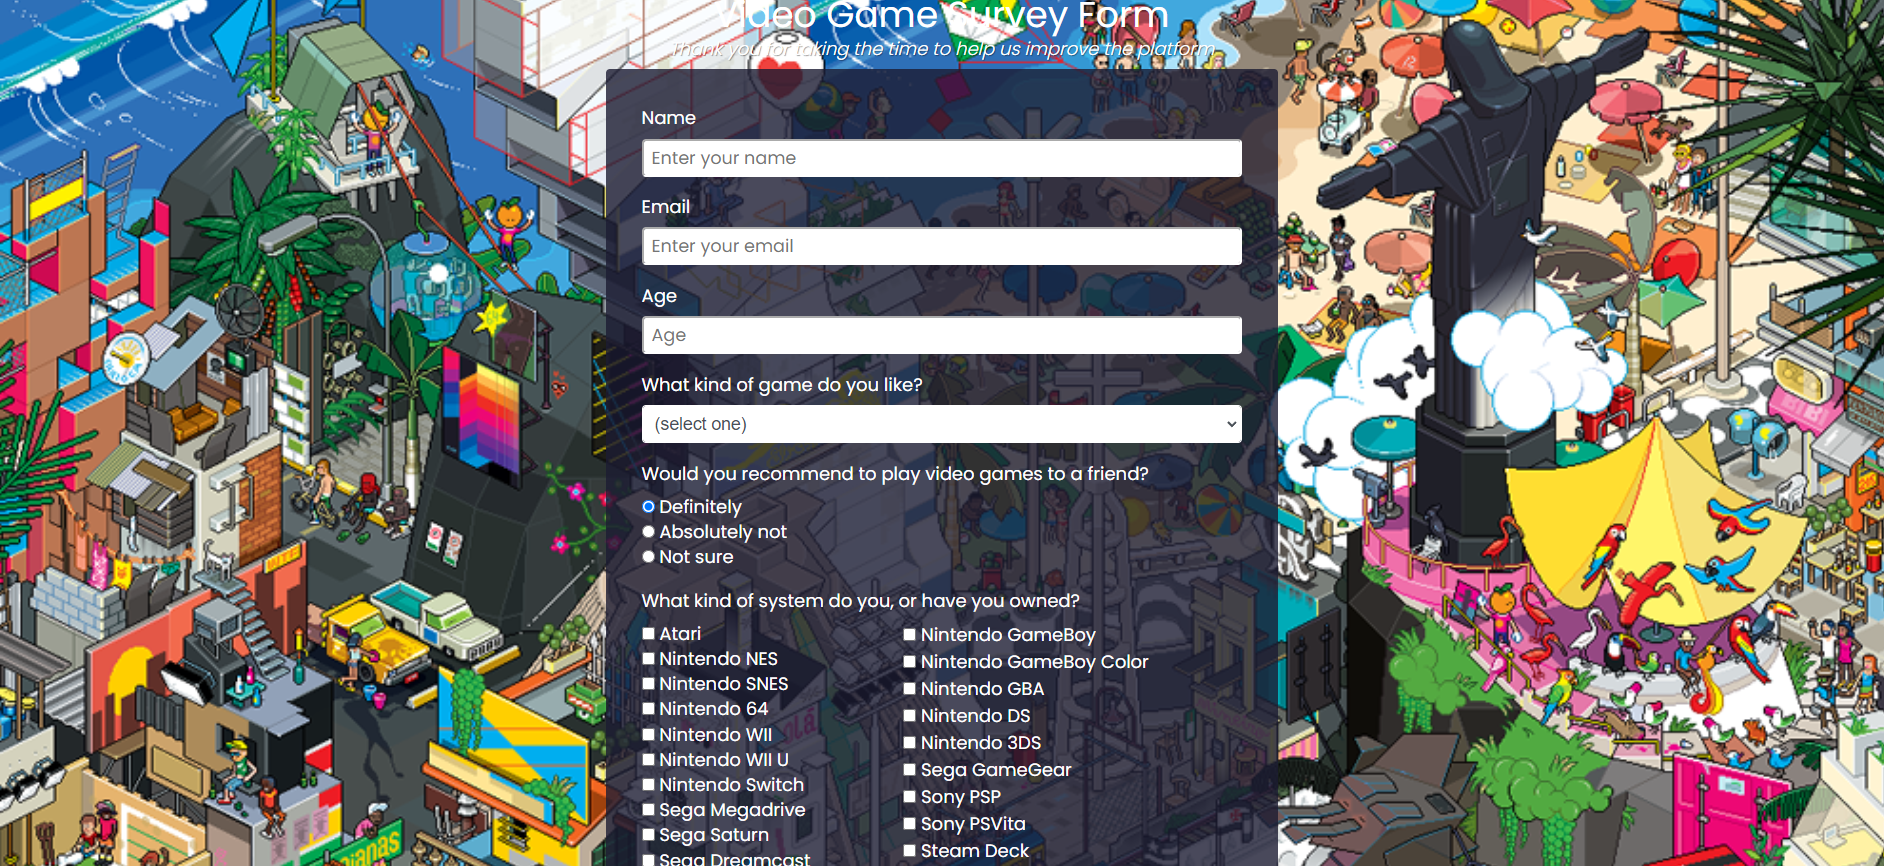 Video Game Survey Form
Thank you for taking the time to help us improve the platform
Name
Enter your name
Email
Enter your email
Age
Age
What kind of game do you like?
(select one)
Would you recommend to play video games to a friend?
Definitely
Absolutely not
Not sure
What kind of system do you, or have you owned?
Atari
Nintendo NES
Nintendo SNES
Nintendo 64
Nintendo WII
Nintendo WII U
Nintendo Switch
Sega Megadrive
Sega Saturn
Sega Dreamcast
Nintendo GameBoy
Nintendo GameBoy Color
Nintendo GBA
Nintendo DS
Nintendo 3DS
Sega GameGear
Sony PSP
Sony PSVita
Steam Deck